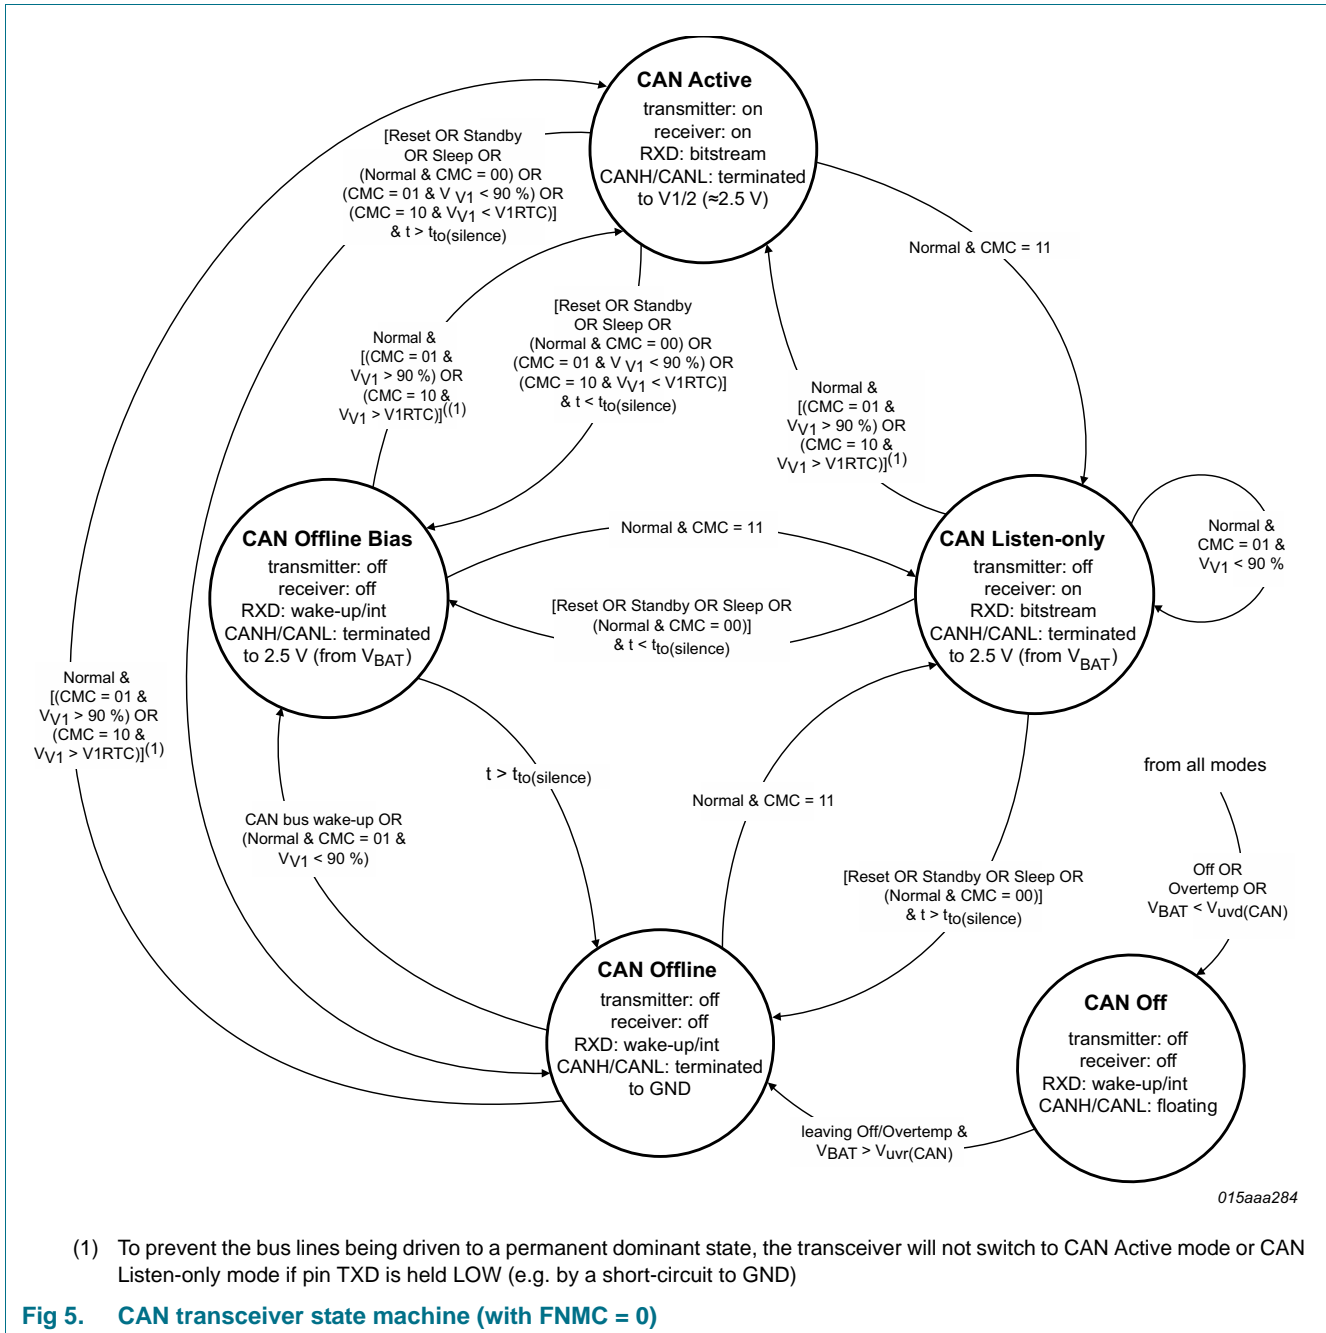 CAN Active
transmitter: on
receiver: on
RXD: bitstream
CANH/CANL: terminated
to V1/2 (≈2.5 V)
[Reset OR Standby
OR Sleep OR
(Normal & CMC = 00) OR
(CMC = 01 & V V1 < 90 %) OR
(CMC = 10 & VV1 < V1RTC)]
& t > tto(silence)
Normal & CMC = 11
[Reset OR Standby
OR Sleep OR
(Normal & CMC = 00) OR
(CMC = 01 & V V1 < 90 %) OR
(CMC = 10 & VV1 < V1RTC)]
& t < tto(silence)
Normal &
[(CMC = 01 &
VV1 > 90 %) OR
(CMC = 10 &
VV1 > V1RTC)]((1)
Normal &
[(CMC = 01 &
VV1 > 90 %) OR
(CMC = 10 &
VV1 > V1RTC)](1)
CAN Offline Bias
transmitter: off
receiver: off
RXD: wake-up/int
CANH/CANL: terminated
to 2.5 V (from VBAT)
Normal & CMC = 11
[Reset OR Standby OR Sleep OR
(Normal & CMC = 00)]
& t < tto(silence)
CAN Listen-only
transmitter: off
receiver: on
RXD: bitstream
CANH/CANL: terminated
to 2.5 V (from VBAT)
Normal &
CMC = 01 &
VV1 < 90 %
Normal &
[(CMC = 01 &
VV1 > 90 %) OR
(CMC = 10 &
VV1 > V1RTC)](1)
t > tto(silence)
CAN bus wake-up OR
(Normal & CMC = 01 &
VV1 < 90 %)
Normal & CMC = 11
from all modes
[Reset OR Standby OR Sleep OR
(Normal & CMC = 00)]
& t > tto(silence)
Off OR
Overtemp OR
VBAT < Vuvd(CAN)
CAN Offline
transmitter: off
receiver: off
RXD: wake-up/int
CANH/CANL: terminated
to GND
CAN Off
transmitter: off
receiver: off
RXD: wake-up/int
CANH/CANL: floating
leaving Off/Overtemp &
VBAT > Vuvr(CAN)
015aaa284
(1) To prevent the bus lines being driven to a permanent dominant state, the transceiver will not switch to CAN Active mode or CAN
Listen-only mode if pin TXD is held LOW (e.g. by a short-circuit to GND)
Fig 5. CAN transceiver state machine (with FNMC = 0)